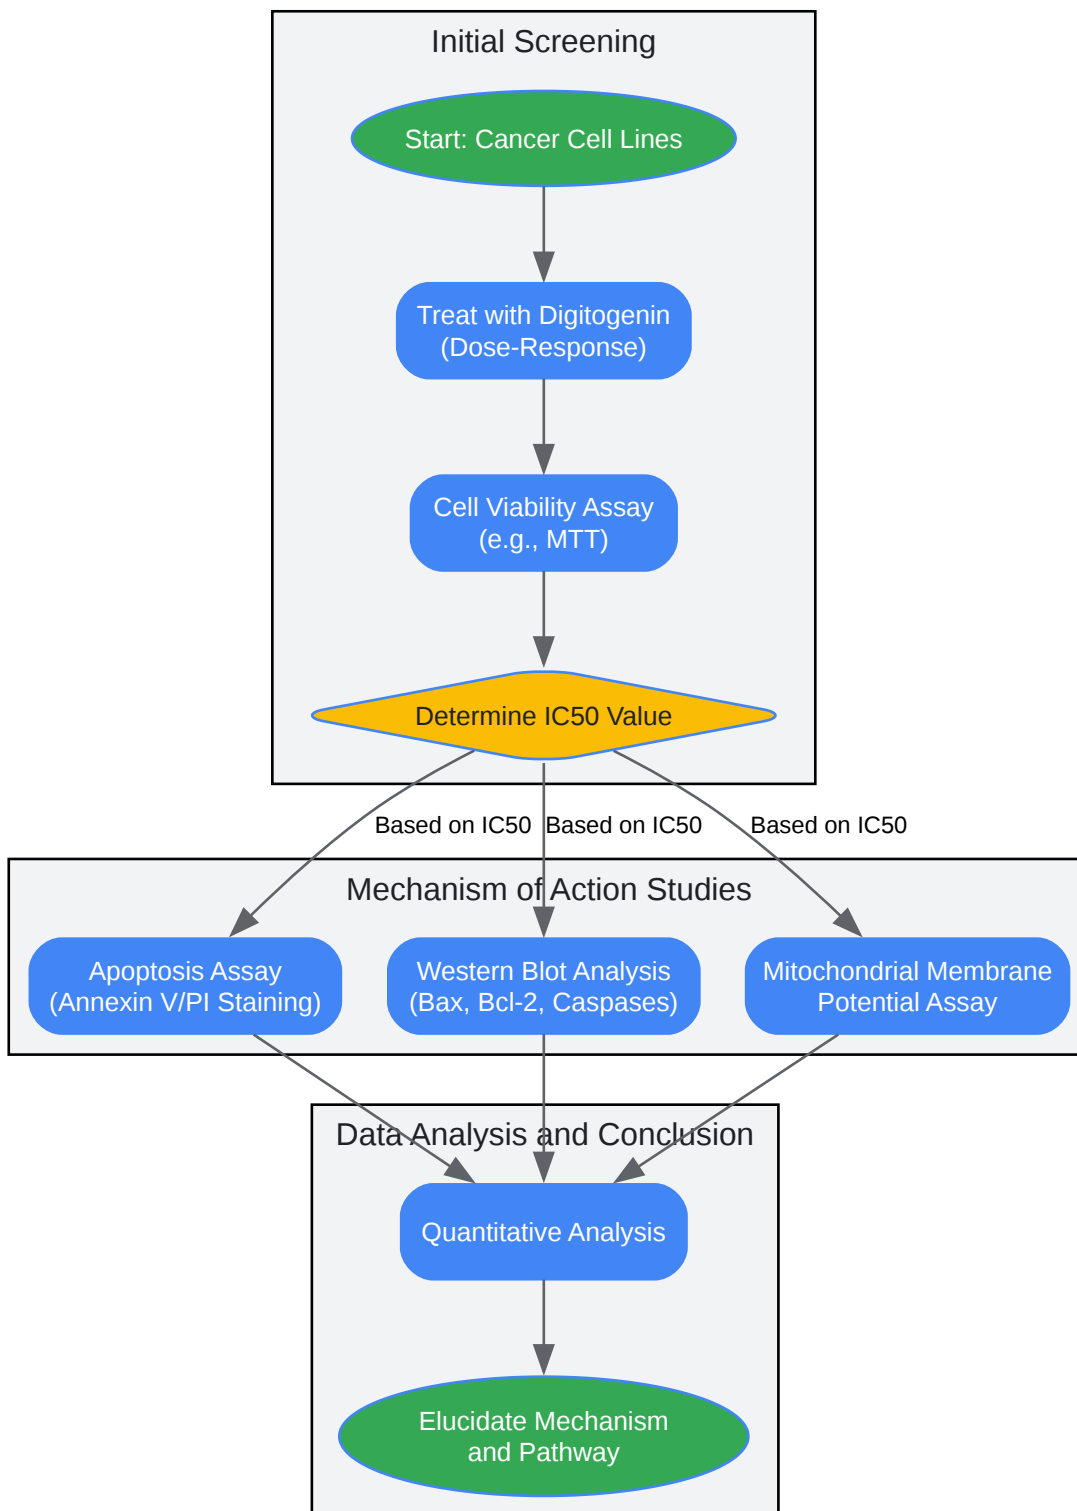 Initial Screening
Start: Cancer Cell Lines
Treat with Digitogenin
(Dose-Response)
Cell Viability Assay
(e.g., MTT)
Determine IC50 Value
Based on IC50
Based on IC50
Based on IC50
Mechanism of Action Studies
Apoptosis Assay
(Annexin V/PI Staining)
Western Blot Analysis
(Bax, Bcl-2, Caspases)
Mitochondrial Membrane
Potential Assay
Data Analysis and Conclusion
Quantitative Analysis
Elucidate Mechanism
and Pathway